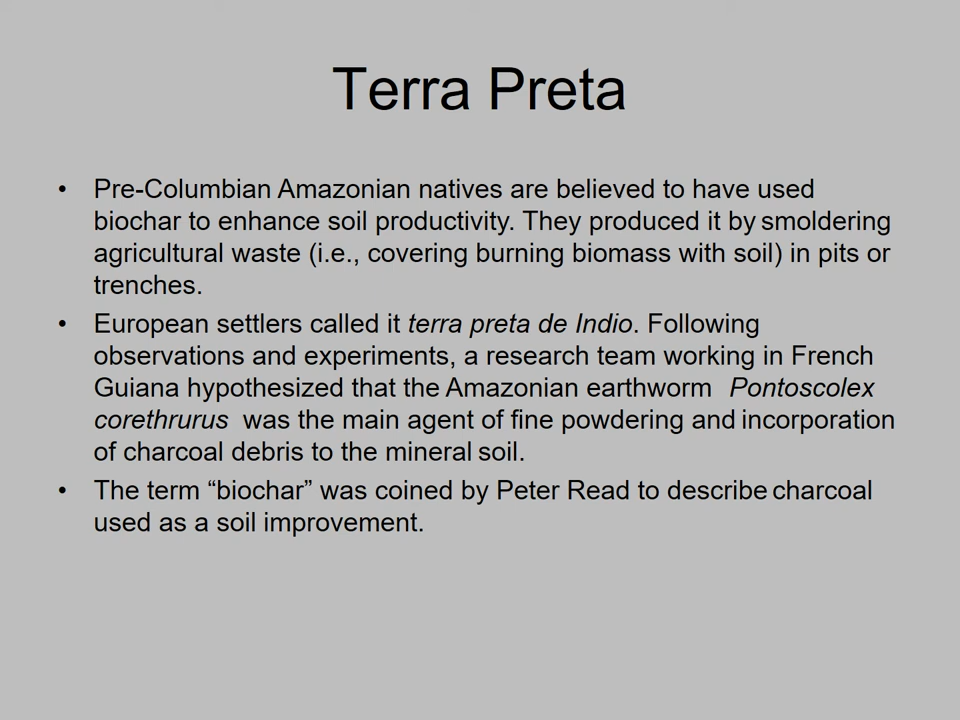 Terra Preta
• Pre-Columbian Amazonian natives are believed to have used
biochar to enhance soil productivity. They produced it by smoldering
agricultural waste (i.e., covering burning biomass with soil) in pits or
trenches.
• European settlers called it terra preta de Indio. Following
observations and experiments, a research team working in French
Guiana hypothesized that the Amazonian earthworm Pontoscolex
corethrurus was the main agent of fine powdering and incorporation
of charcoal debris to the mineral soil.
• The term “biochar” was coined by Peter Read to describe charcoal
used as a soil improvement.